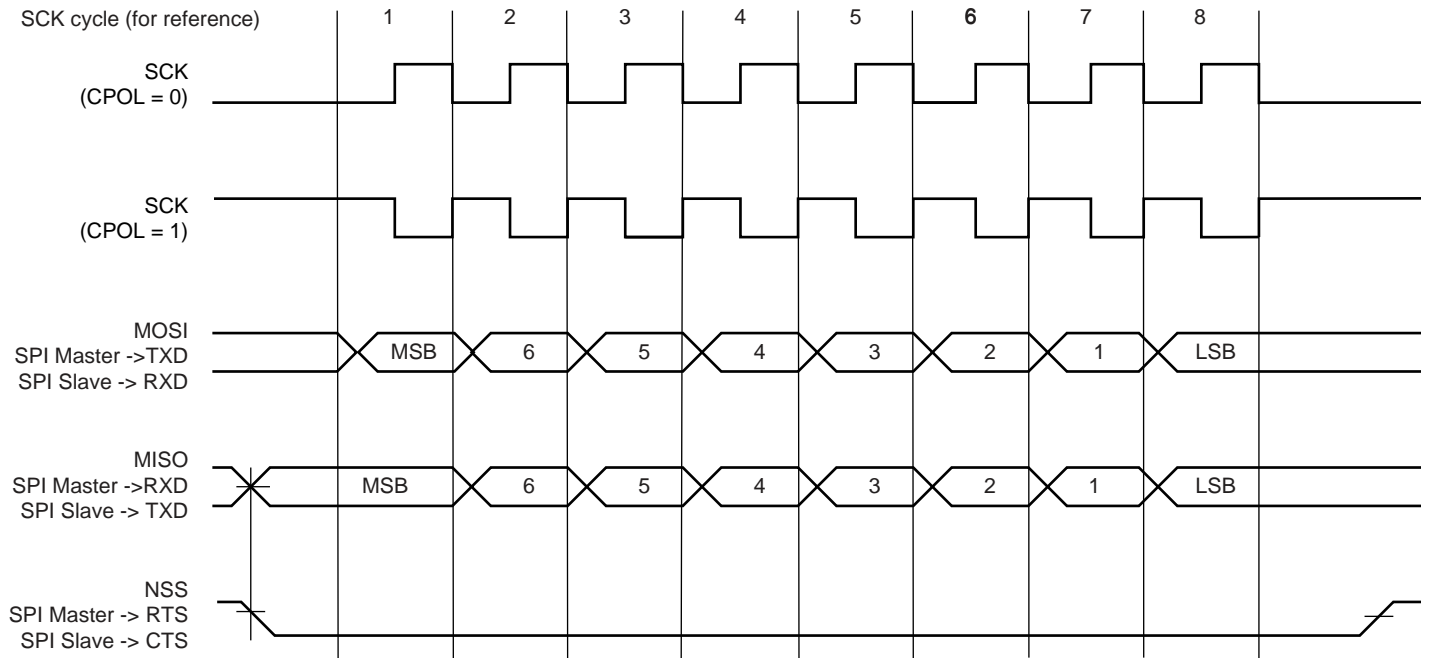 SCK cycle (for reference) 1 2 3 4 5 6 7 8
SCK
(CPOL = 0)
SCK
(CPOL = 1)
MOSI
SPI Master ->TXD
SPI Slave -> RXD
MSB 6 5 4 3 2 1 LSB
MISO
SPI Master ->RXD
SPI Slave -> TXD
MSB 6 5 4 3 2 1 LSB
NSS
SPI Master -> RTS
SPI Slave -> CTS